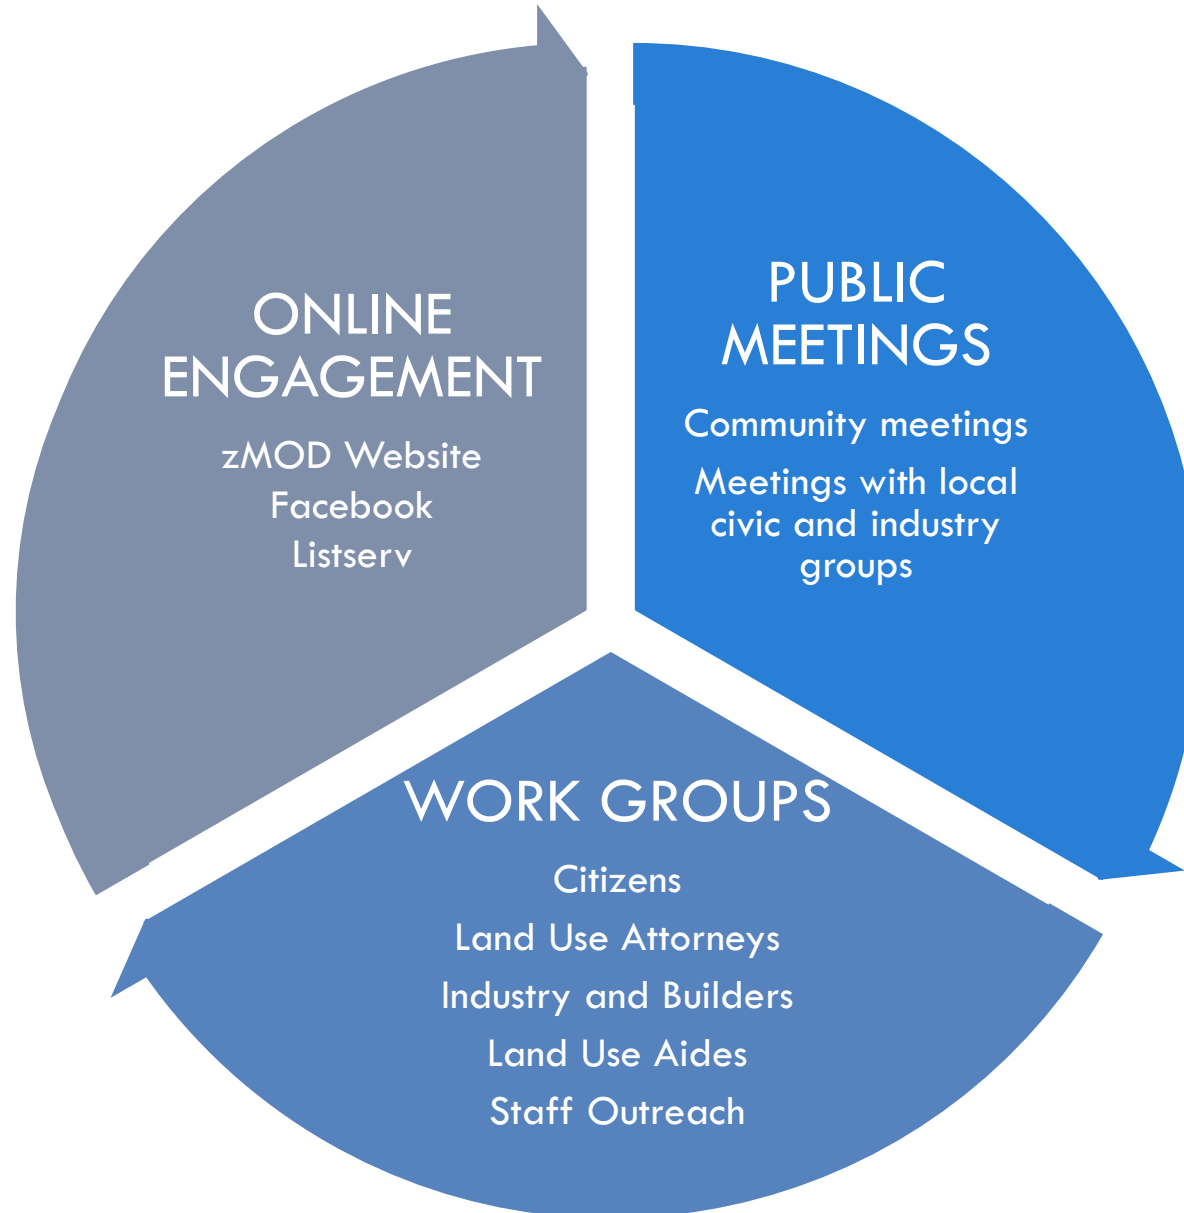 ONLINE
ENGAGEMENT
zMOD Website
Facebook
Listserv
PUBLIC
MEETINGS
Community meetings
Meetings with local
civic and industry
groups
WORK GROUPS
Citizens
Land Use Attorneys
Industry and Builders
Land Use Aides
Staff Outreach